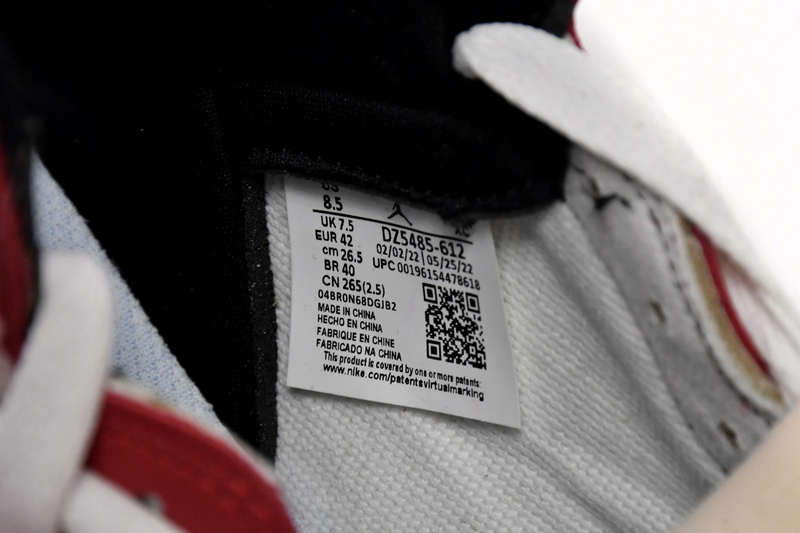 US
8.5
UK 7.5
EUR 42
cm 26.5
BR 40
CN 265(2.5)
AC
DZ5485-612
02/02/22 | 05/25/22
UPC 00196154478618
04BR0N68DGJB2
MADE IN CHINA
HECHO EN CHINA
FABRIQUE EN CHINE
FABRICADO NA CHINA
This product is covered by one or more patents:
www.nike.com/patentsvirtualmarking